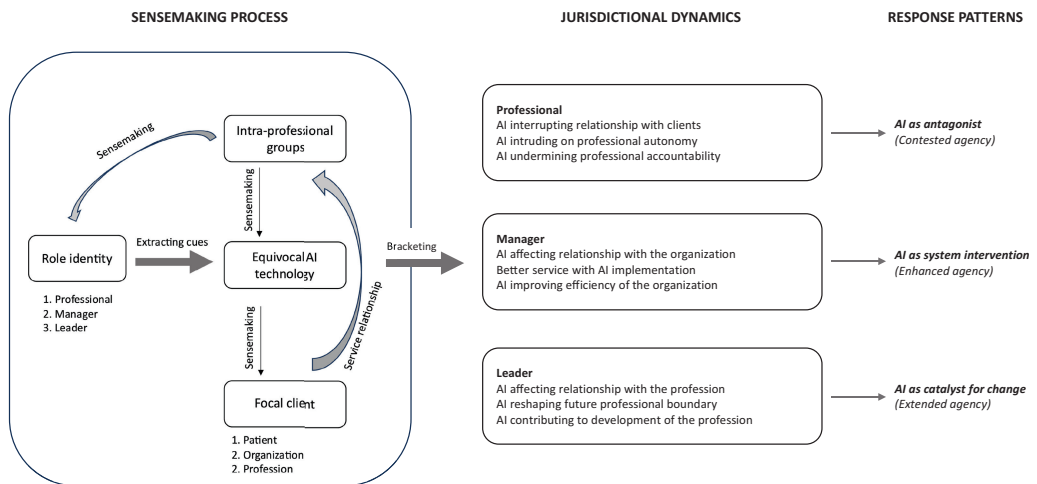 SENSEMAKING PROCESS
JURISDICTIONAL DYNAMICS
RESPONSE PATTERNS
Sensemaking
Intra-professional
groups
Sensemaking
Role identity
Extracting cues
Equivocal AI
technology
Bracketing
1. Professional
2. Manager
3. Leader
Sensemaking
Service relationship
Focal client
1. Patient
2. Organization
2. Profession
Professional
AI interrupting relationship with clients
AI intruding on professional autonomy
AI undermining professional accountability
AI as antagonist
(Contested agency)
Manager
AI affecting relationship with the organization
Better service with AI implementation
AI improving efficiency of the organization
AI as system intervention
(Enhanced agency)
Leader
AI affecting relationship with the profession
AI reshaping future professional boundary
AI contributing to development of the profession
AI as catalyst for change
(Extended agency)